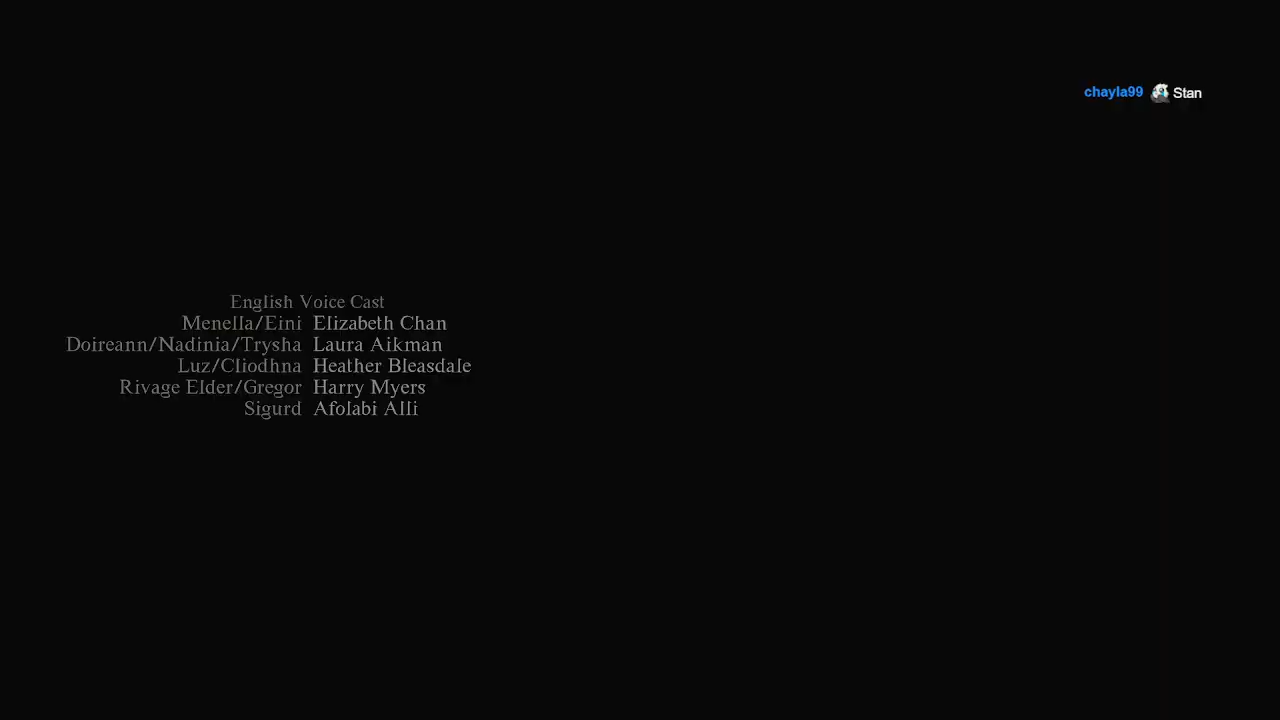 chayla99 Stan
English Voice Cast
Menella/Eini Elizabeth Chan
Doireann/Nadinia/Trysha Laura Aikman
Luz/Cliodhna Heather Bleasdale
Rivage Elder/Gregor Harry Myers
Sigurd Afolabi Alli